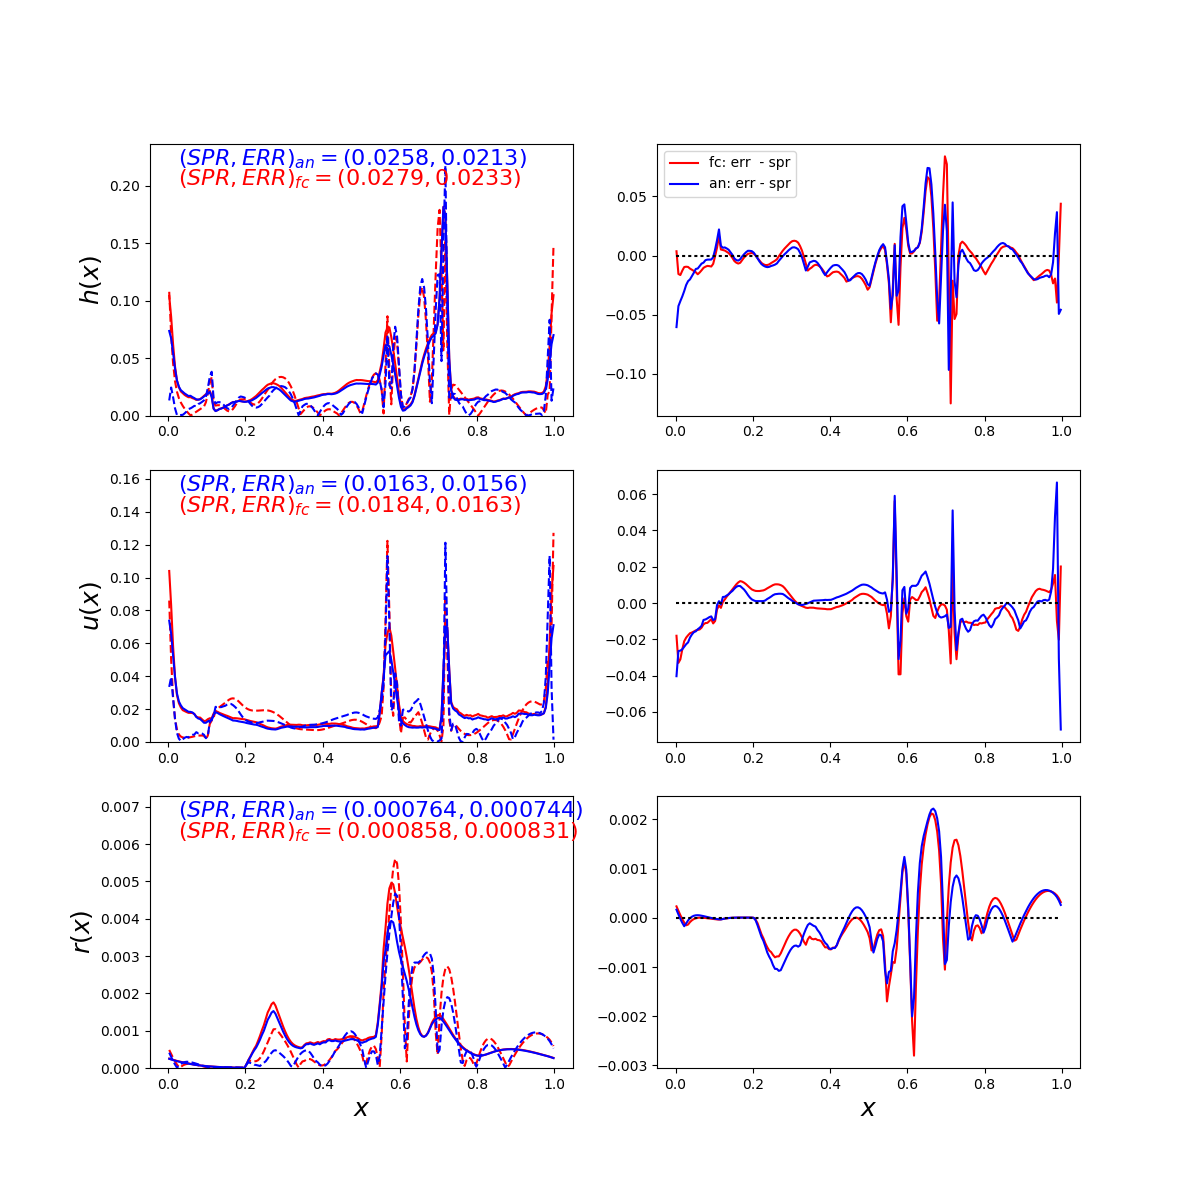 (SPR, ERR)an = (0.0258, 0.0213)
(SPR, ERR)fc = (0.0279, 0.0233)
h(x)
0.20
0.15
0.10
0.05
0.00
0.0 0.2 0.4 0.6 0.8 1.0
fc: err - spr
an: err - spr
0.05
0.00
−0.05
−0.10
0.0 0.2 0.4 0.6 0.8 1.0
(SPR, ERR)an = (0.0163, 0.0156)
(SPR, ERR)fc = (0.0184, 0.0163)
u(x)
0.16
0.14
0.12
0.10
0.08
0.06
0.04
0.02
0.00
0.0 0.2 0.4 0.6 0.8 1.0
0.06
0.04
0.02
0.00
−0.02
−0.04
−0.06
0.0 0.2 0.4 0.6 0.8 1.0
(SPR, ERR)an = (0.000764, 0.000744)
(SPR, ERR)fc = (0.000858, 0.000831)
r(x)
0.007
0.006
0.005
0.004
0.003
0.002
0.001
0.000
0.0 0.2 0.4 0.6 0.8 1.0
x
0.002
0.001
0.000
−0.001
−0.002
−0.003
0.0 0.2 0.4 0.6 0.8 1.0
x